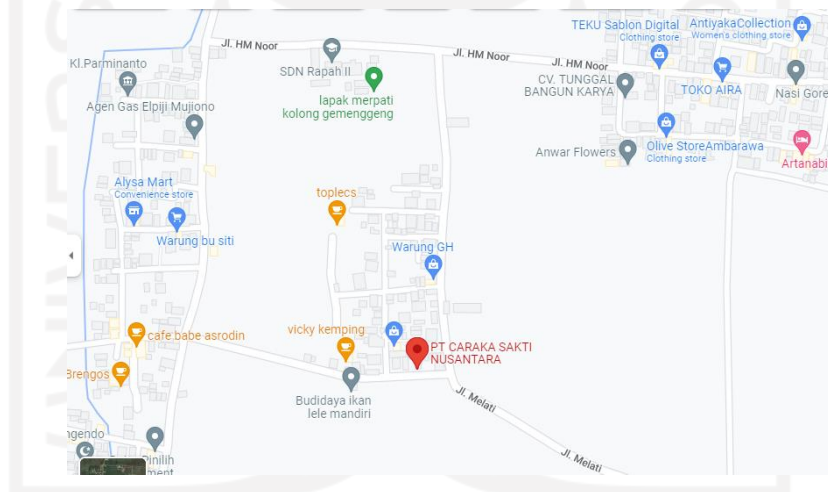 TEKU Sablon Digital
Clothing store
AntiyakaCollection
Women's clothing store
Jl. HM Noor
SDN Rapah II
Jl. HM Noor
Jl. HM Noor
Kl.Parminanto
CV. TUNGGAL
BANGUN KARYA
TOKO AIRA
Nasi Gore
Agen Gas Elpiji Mujiono
lapak merpati
kolong gemenggeng
Anwar Flowers
Olive StoreAmbarawa
Clothing store
Artanabi
Alysa Mart
Convenience store
toplecs
Warung bu siti
Warung GH
cafe babe asrodin
vicky kemping
PT CARAKA SAKTI
NUSANTARA
Brengos
Budidaya ikan
lele mandiri
Jl. Melati
ngendo
Pinilih
ment
Jl. Melati